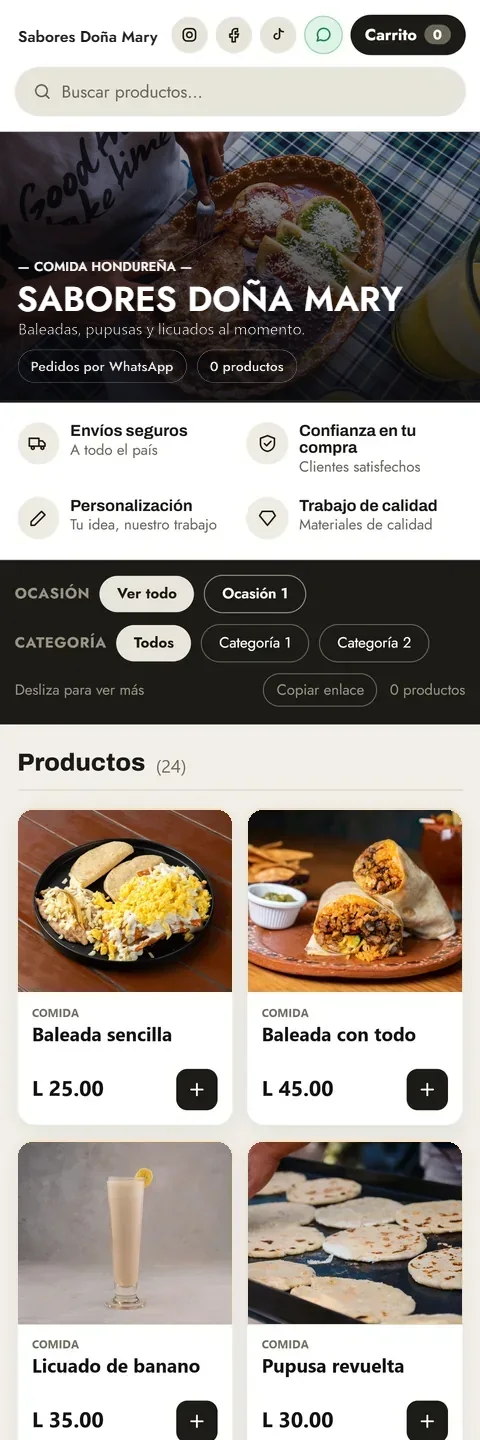 Sabores Doña Mary
Carrito 0
Buscar productos...
Good
time
— COMIDA HONDUREÑA —
SABORES DOÑA MARY
Baleadas, pupusas y licuados al momento.
Pedidos por WhatsApp
0 productos
Envíos seguros
A todo el país
Confianza en tu
compra
Clientes satisfechos
Personalización
Tu idea, nuestro trabajo
Trabajo de calidad
Materiales de calidad
OCASIÓN Ver todo Ocasión 1
CATEGORÍA Todos Categoría 1 Categoría 2
Desliza para ver más Copiar enlace 0 productos
Productos (24)
COMIDA
Baleada sencilla
L 25.00
COMIDA
Baleada con todo
L 45.00
COMIDA
Licuado de banano
L 35.00
COMIDA
Pupusa revuelta
L 30.00